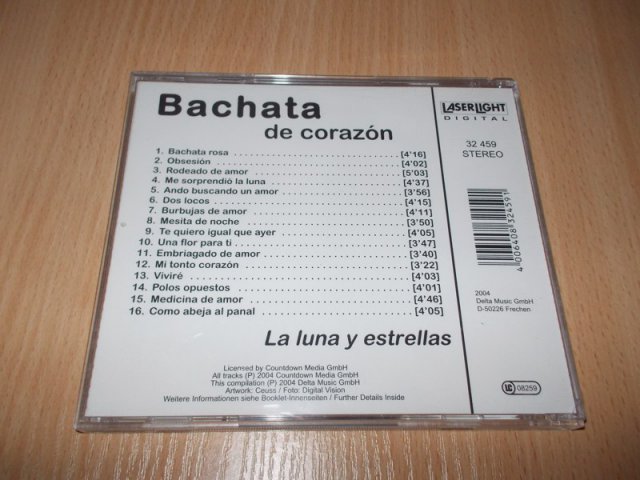 Bachata
de corazón
1. Bachata rosa [4'16]
2. Obsesión [4'02]
3. Rodeado de amor [5'03]
4. Me sorprendió la luna [4'37]
5. Ando buscando un amor [3'56]
6. Dos locos [4'15]
7. Burbujas de amor [4'11]
8. Mesita de noche [3'50]
9. Te quiero igual que ayer [4'05]
10. Una flor para ti [3'47]
11. Embriagado de amor [3'40]
12. Mi tonto corazón [3'22]
13. Viviré [4'03]
14. Polos opuestos [4'01]
15. Medicina de amor [4'46]
16. Como abeja al panal [4'05]
La luna y estrellas
Licensed by Countdown Media GmbH
All tracks (P) 2004 Countdown Media GmbH
This compilation (P) 2004 Delta Music GmbH
Artwork: Ceuss / Foto: Digital Vision
Weitere Informationen siehe Booklet-Innenseiten / Further Details Inside
LASERLIGHT
DIGITAL
32 459
STEREO
4 006408 324591
2004
Delta Music GmbH
D-50226 Frechen
LC 08259